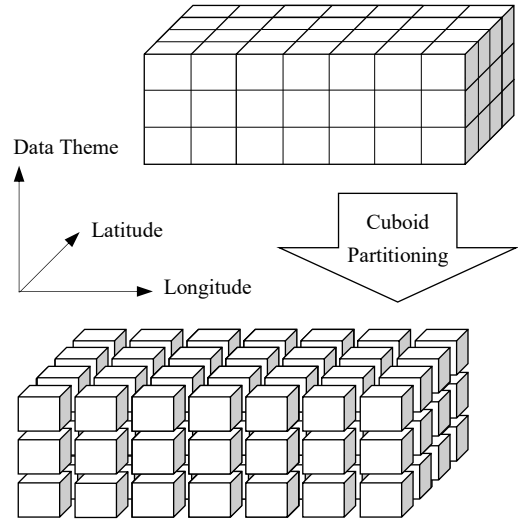 Data Theme
Latitude
Longitude
Cuboid
Partitioning